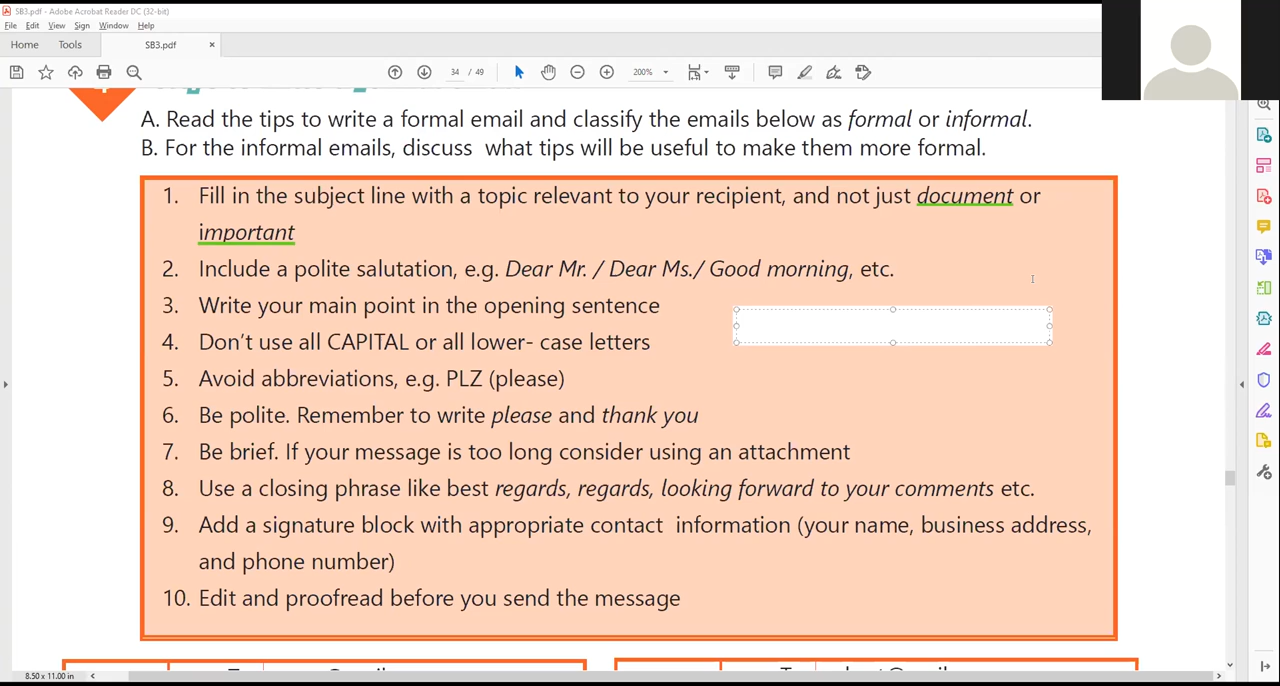 SB3.pdf - Adobe Acrobat Reader DC (32-bit)
File Edit View Sign Window Help
Home Tools SB3.pdf ×
34 / 49 200%
A. Read the tips to write a formal email and classify the emails below as formal or informal.
B. For the informal emails, discuss what tips will be useful to make them more formal.
1. Fill in the subject line with a topic relevant to your recipient, and not just document or
important
2. Include a polite salutation, e.g. Dear Mr. / Dear Ms./ Good morning, etc.
3. Write your main point in the opening sentence
4. Don't use all CAPITAL or all lower- case letters
5. Avoid abbreviations, e.g. PLZ (please)
6. Be polite. Remember to write please and thank you
7. Be brief. If your message is too long consider using an attachment
8. Use a closing phrase like best regards, regards, looking forward to your comments etc.
9. Add a signature block with appropriate contact information (your name, business address,
and phone number)
10. Edit and proofread before you send the message
8.50 x 11.00 in